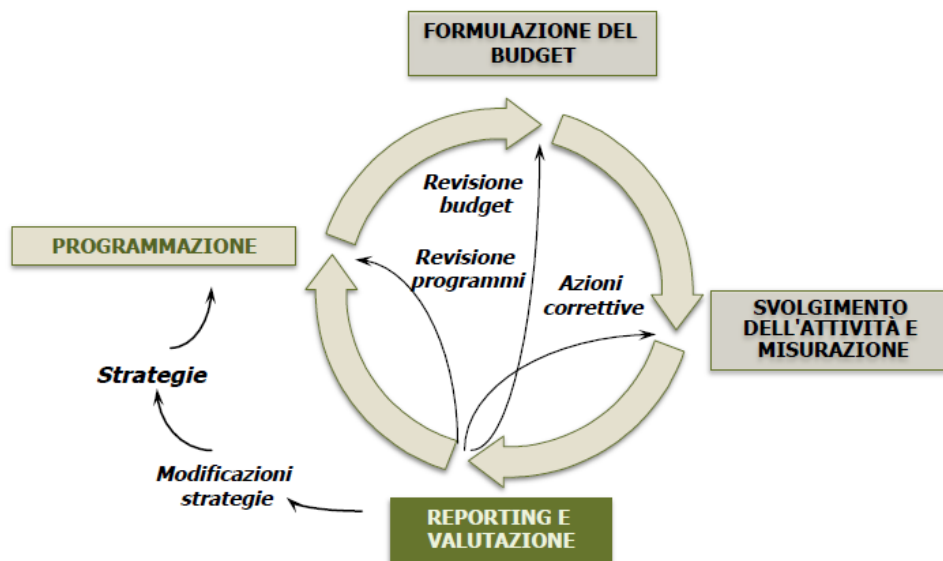 FORMULAZIONE DEL
BUDGET
Revisione
budget
PROGRAMMAZIONE
Revisione
programmi
Azioni
correttive
SVOLGIMENTO
DELL'ATTIVITÀ E
MISURAZIONE
Strategie
Modificazioni
strategie
REPORTING E
VALUTAZIONE